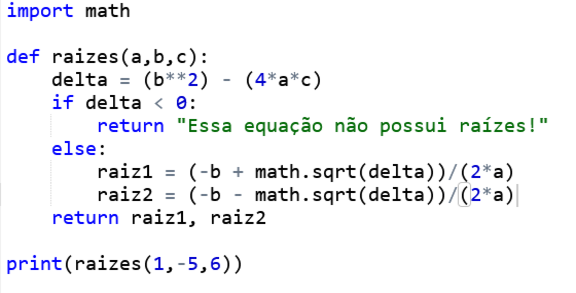 import math
def raizes(a,b,c):
    delta = (b**2) - (4*a*c)
    if delta < 0:
        return "Essa equação não possui raízes!"
    else:
        raiz1 = (-b + math.sqrt(delta))/(2*a)
        raiz2 = (-b - math.sqrt(delta))/(2*a)
    return raiz1, raiz2
print(raizes(1,-5,6))